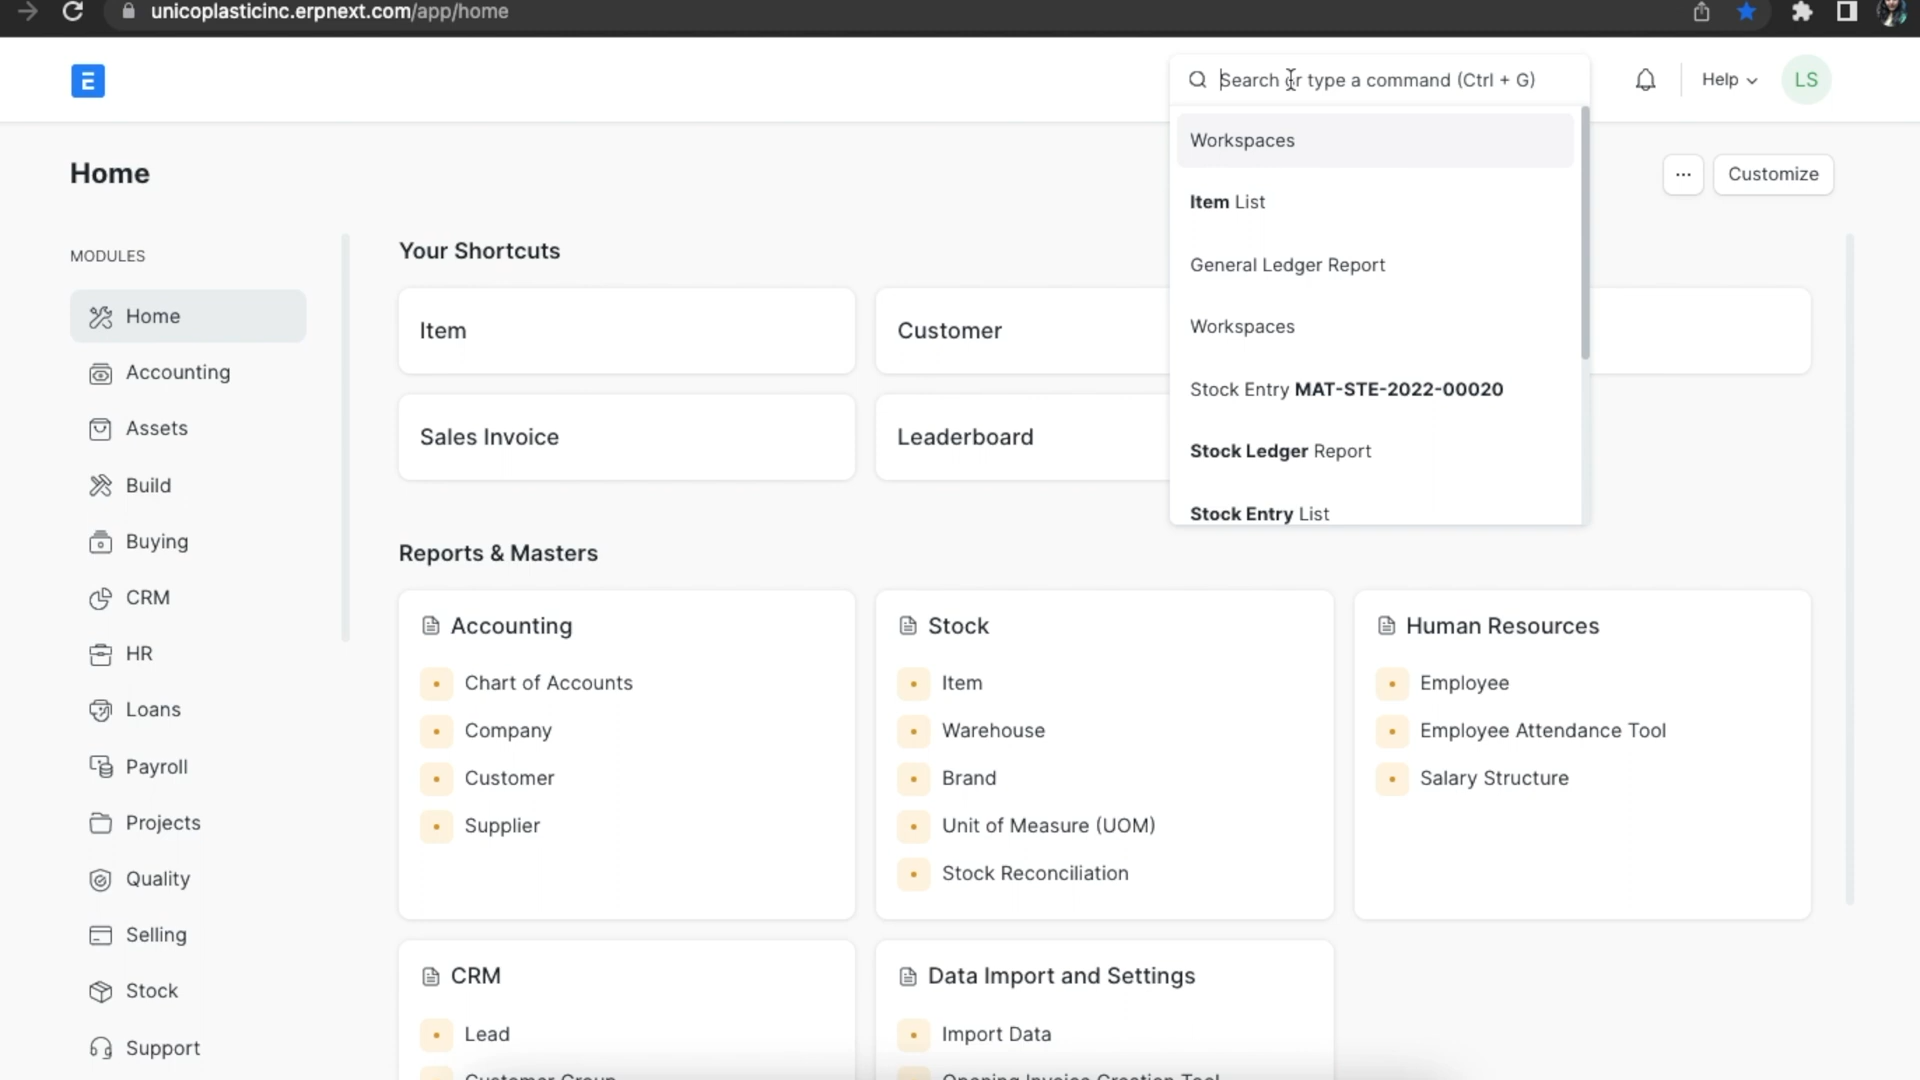 unicoplasticinc.erpnext.com/app/home
E
Search or type a command (Ctrl + G)
Help
LS
Workspaces
Item List
General Ledger Report
Workspaces
Stock Entry MAT-STE-2022-00020
Stock Ledger Report
Stock Entry List
Home
...
Customize
MODULES
Home
Accounting
Assets
Build
Buying
CRM
HR
Loans
Payroll
Projects
Quality
Selling
Stock
Support
Your Shortcuts
Item
Customer
Sales Invoice
Leaderboard
Reports & Masters
Accounting
Chart of Accounts
Company
Customer
Supplier
Stock
Item
Warehouse
Brand
Unit of Measure (UOM)
Stock Reconciliation
Human Resources
Employee
Employee Attendance Tool
Salary Structure
CRM
Lead
Customer Group
Data Import and Settings
Import Data
Opening Invoice Creation Tool